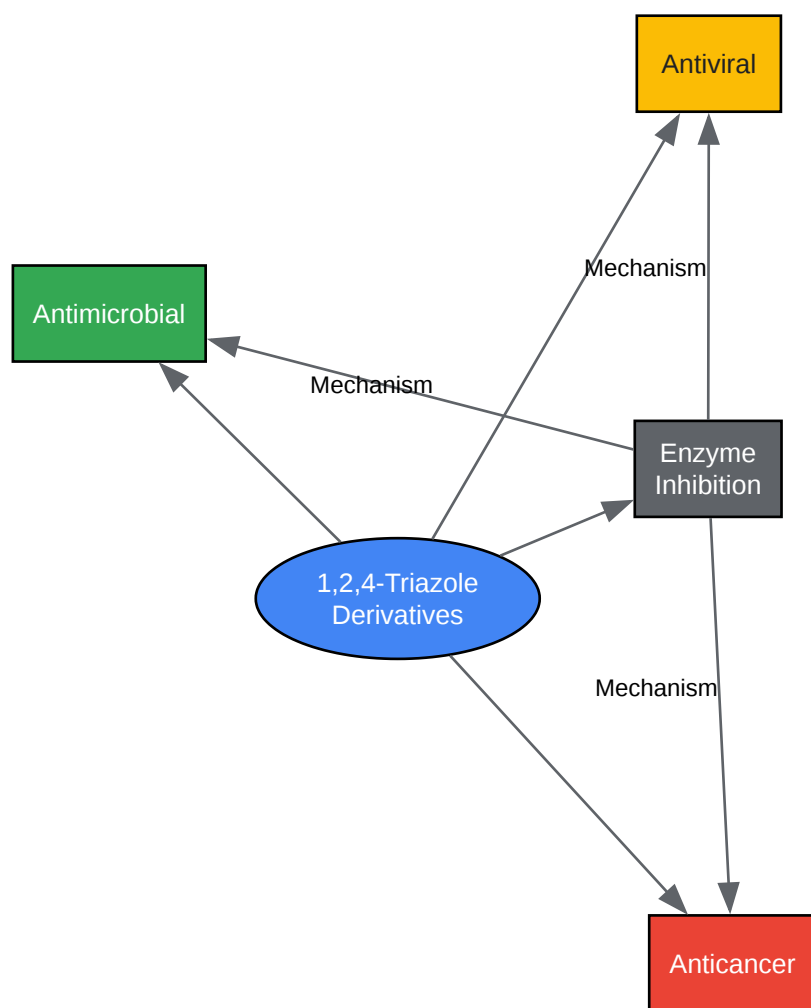 Antiviral
Mechanism
Antimicrobial
Mechanism
Enzyme
Inhibition
1,2,4-Triazole
Derivatives
Mechanism
Anticancer